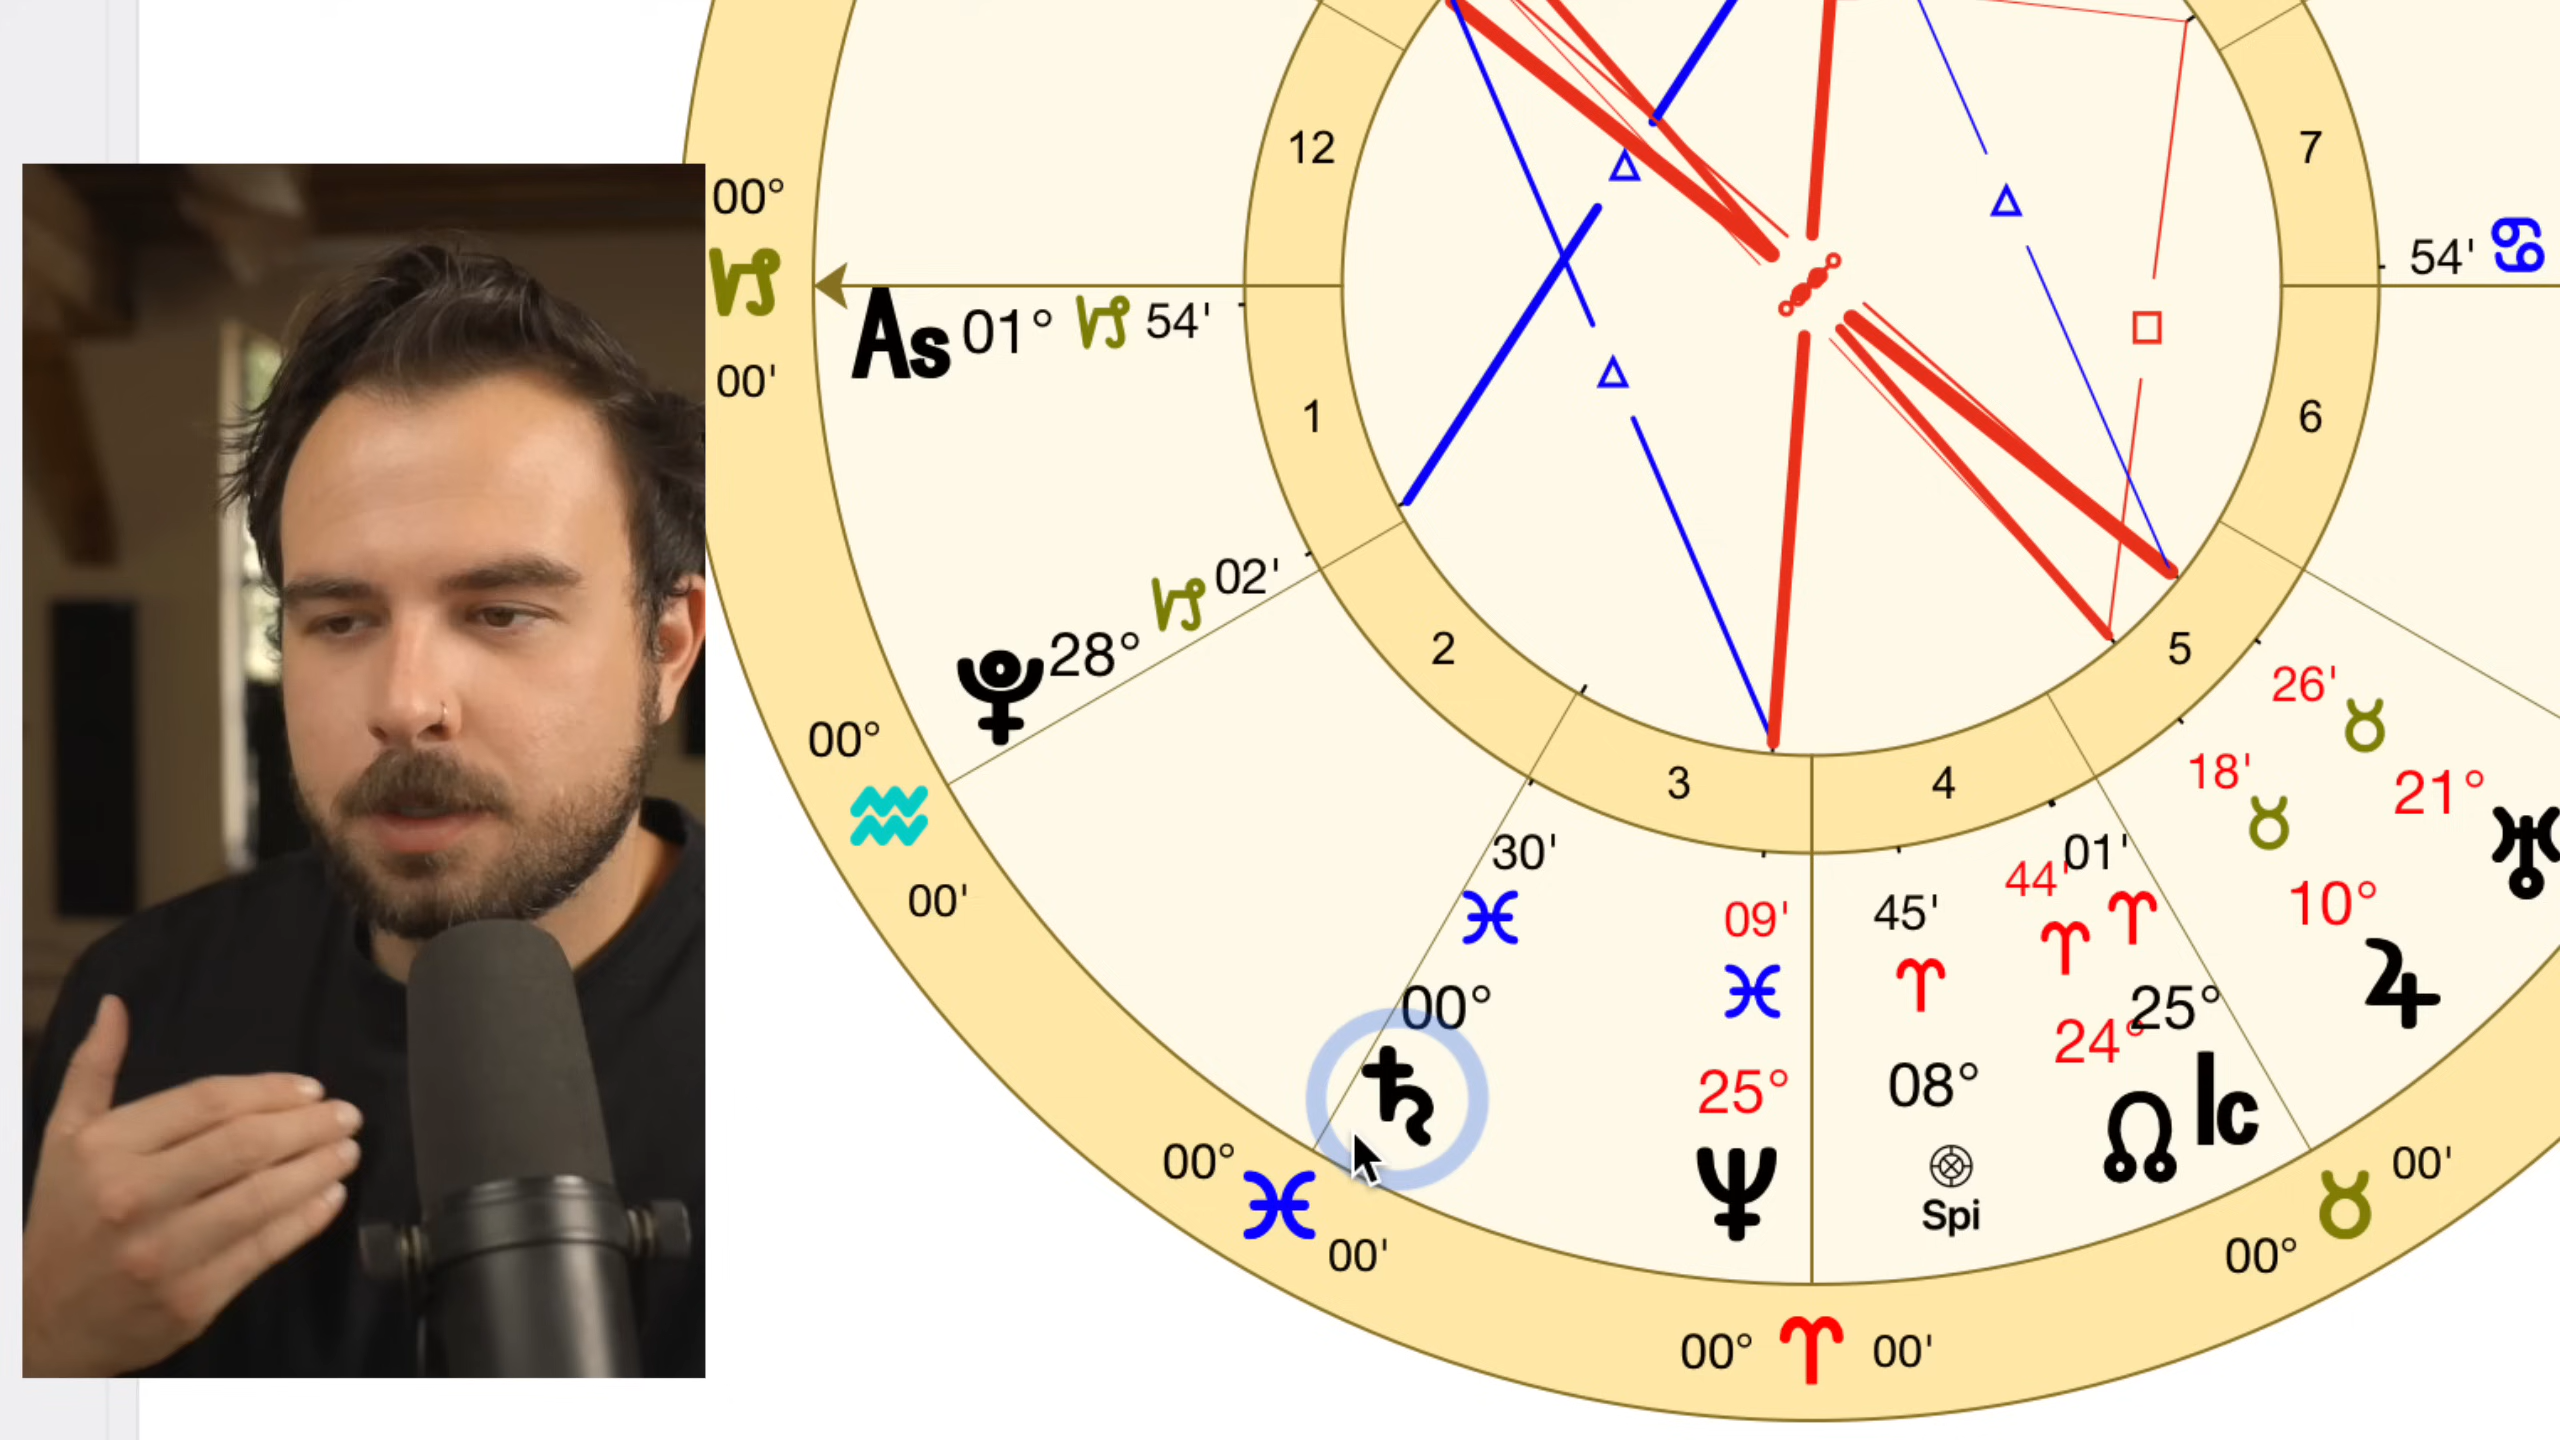 12
7
00°
♑
00'
As 01° ♑ 54'
54' ♋
1
6
♇ 28° ♑ 02'
2
5
26' ♉ 21° ♅
18' ♉ 10° ♃
00°
♒
00'
3
4
30' ♓ 00° ♄
09' ♓ 25° ♆
45' ♈ 08° Spi
44' ♈ 24° ☊
01' ♈ 25° Ic
00° ♓ 00'
00° ♉ 00'
00° ♈ 00'